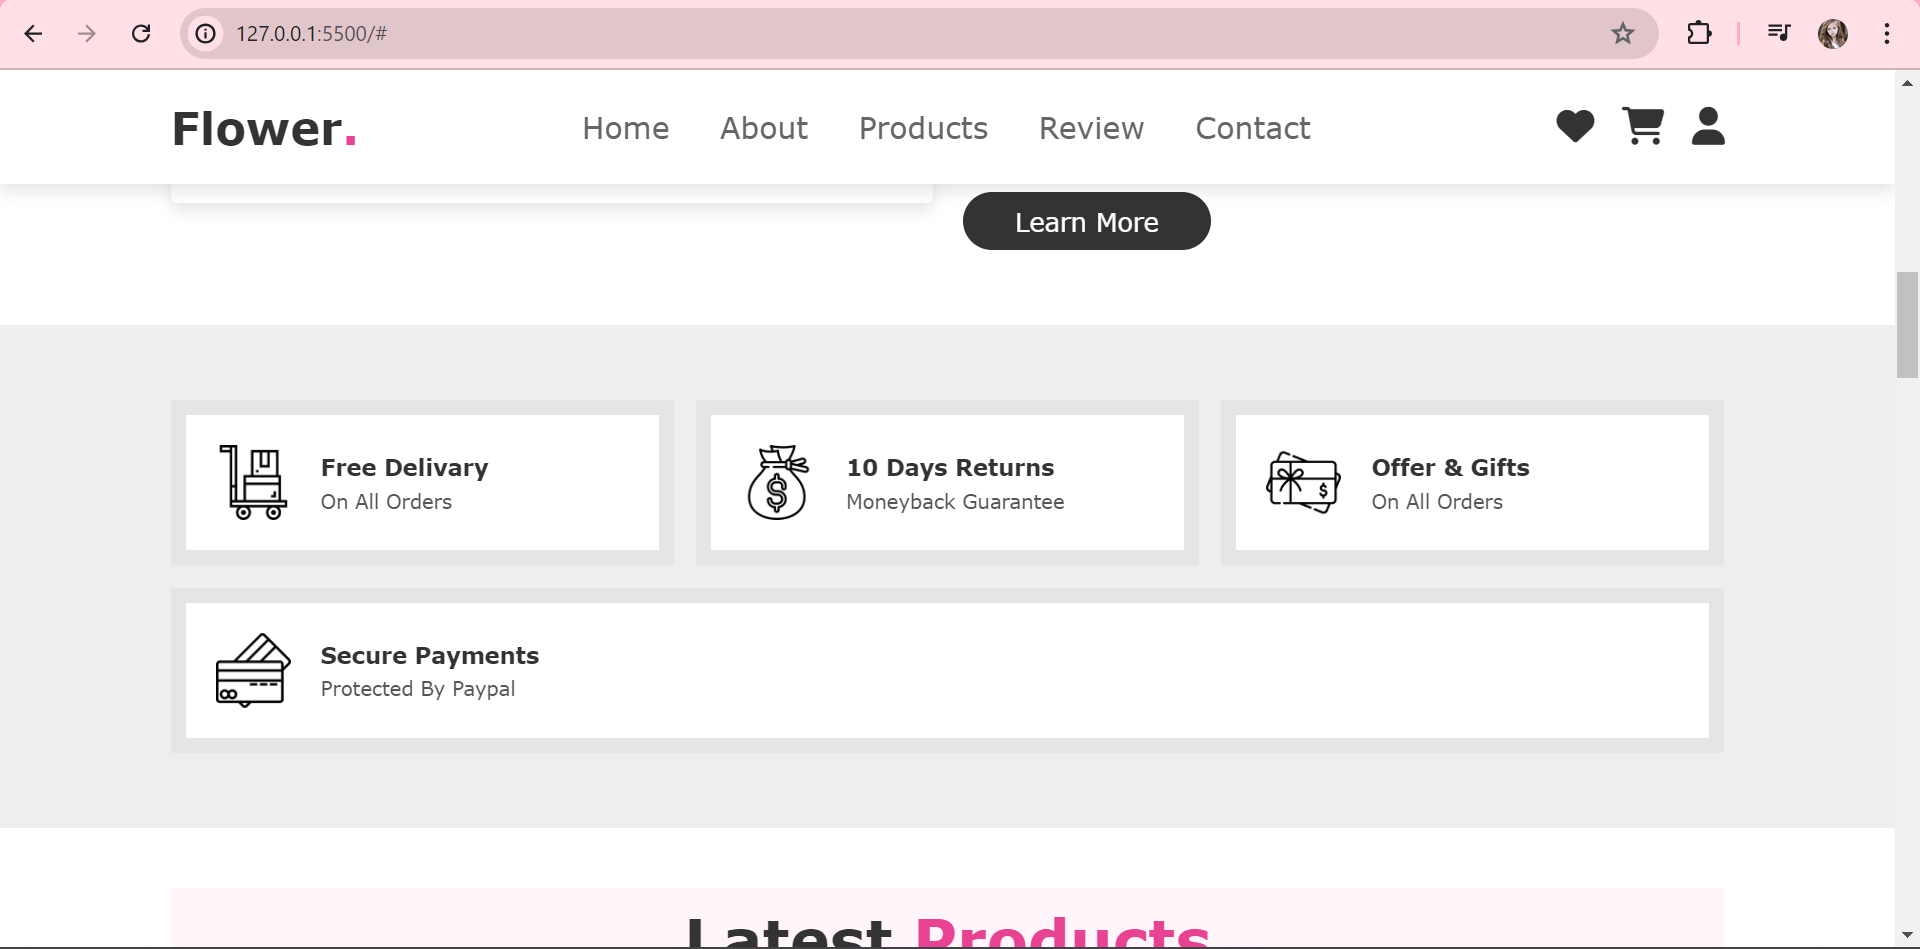 127.0.0.1:5500/#
Flower.
Home About Products Review Contact
Learn More
Free Delivary
On All Orders
10 Days Returns
Moneyback Guarantee
Offer & Gifts
On All Orders
Secure Payments
Protected By Paypal
Latest Products